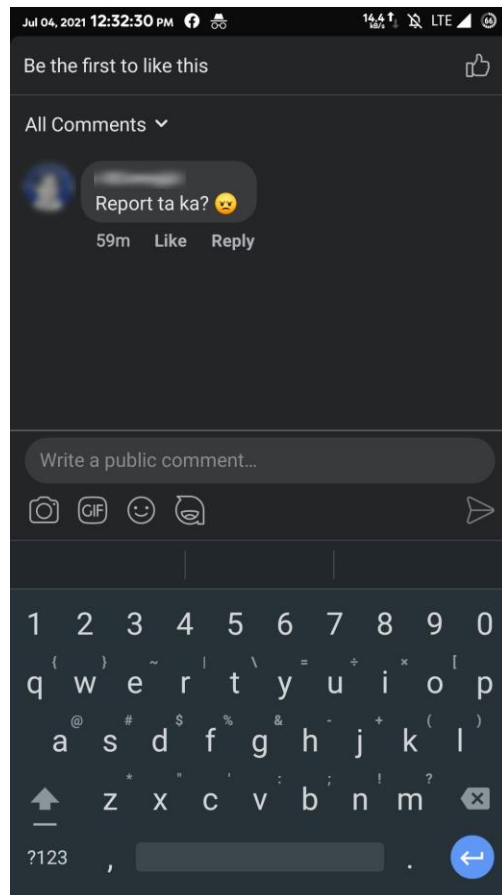 Jul 04, 2021 12:32:30 PM 14.4 kB/s LTE 66
Be the first to like this
All Comments
Report ta ka? 😠
59m Like Reply
Write a public comment...
GIF
1 2 3 4 5 6 7 8 9 0
{ } ~ | \ = ÷ × [
q w e r t y u i o p
@ # $ % & - + ( )
a s d f g h j k l
* " ' : ; ! ?
z x c v b n m
?123 , .